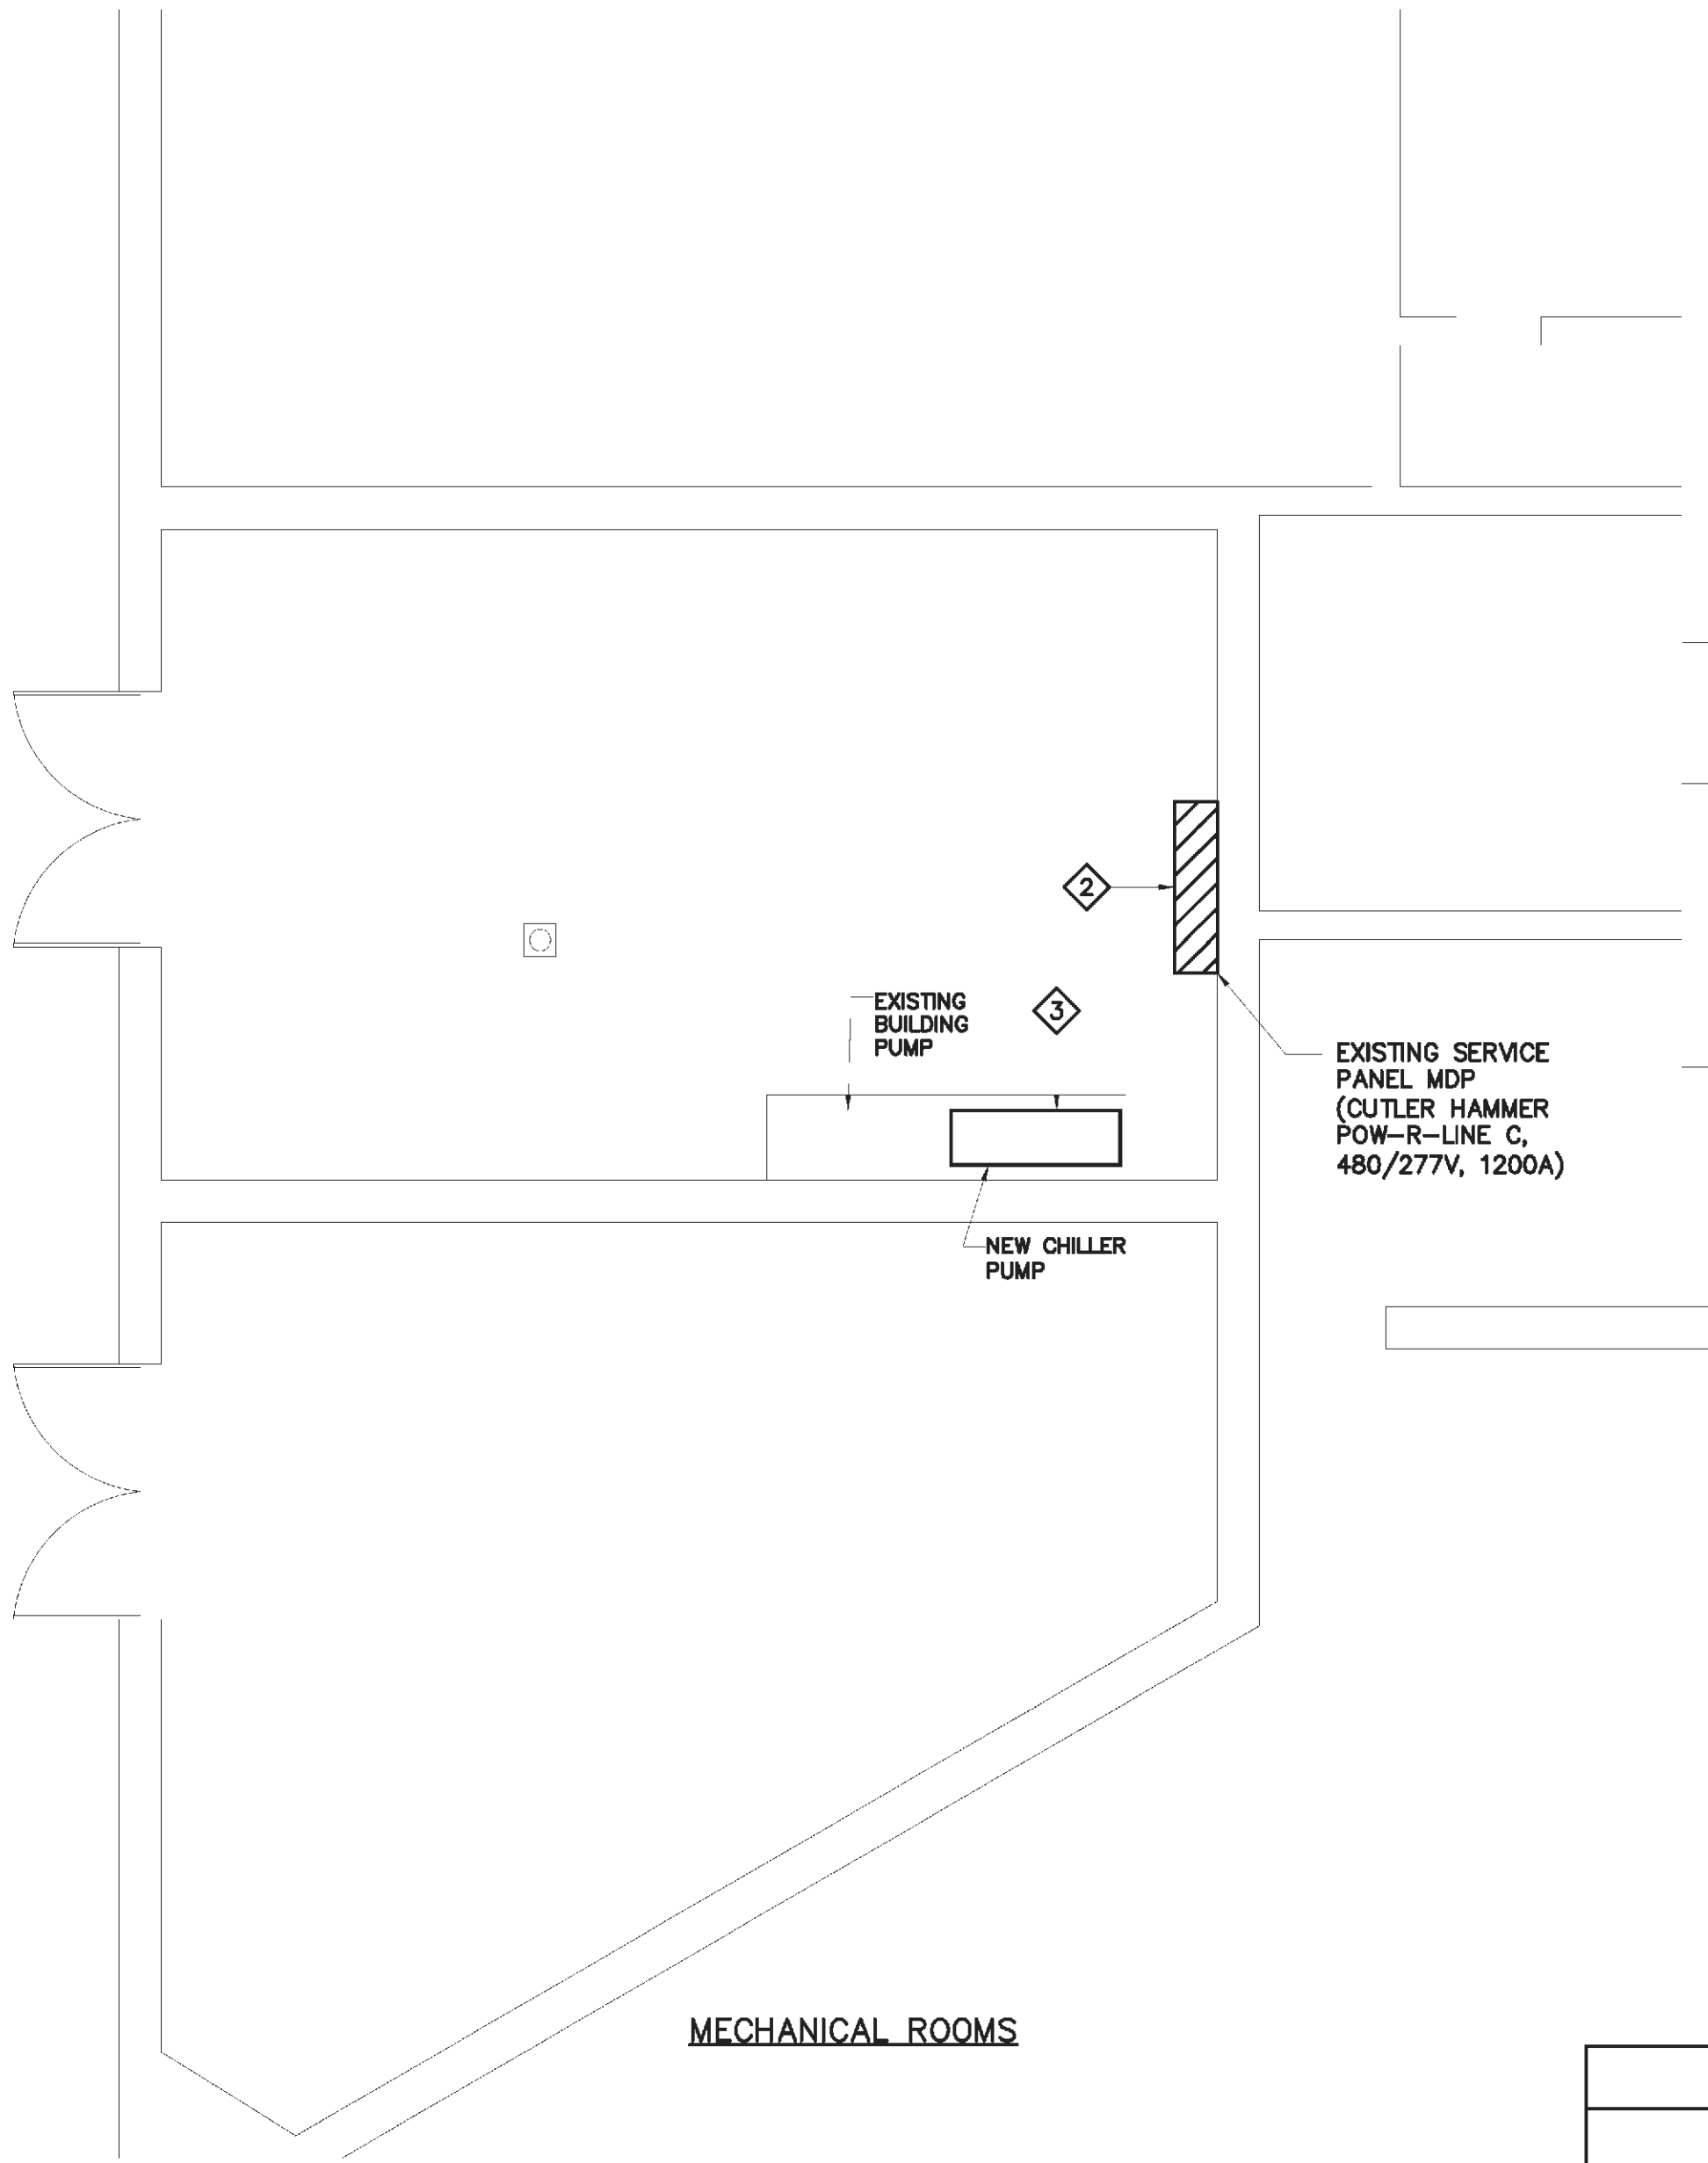 2
EXISTING
BUILDING
PUMP
3
EXISTING SERVICE
PANEL MDP
(CUTLER HAMMER
POW-R-LINE C,
480/277V, 1200A)
NEW CHILLER
PUMP
MECHANICAL ROOMS